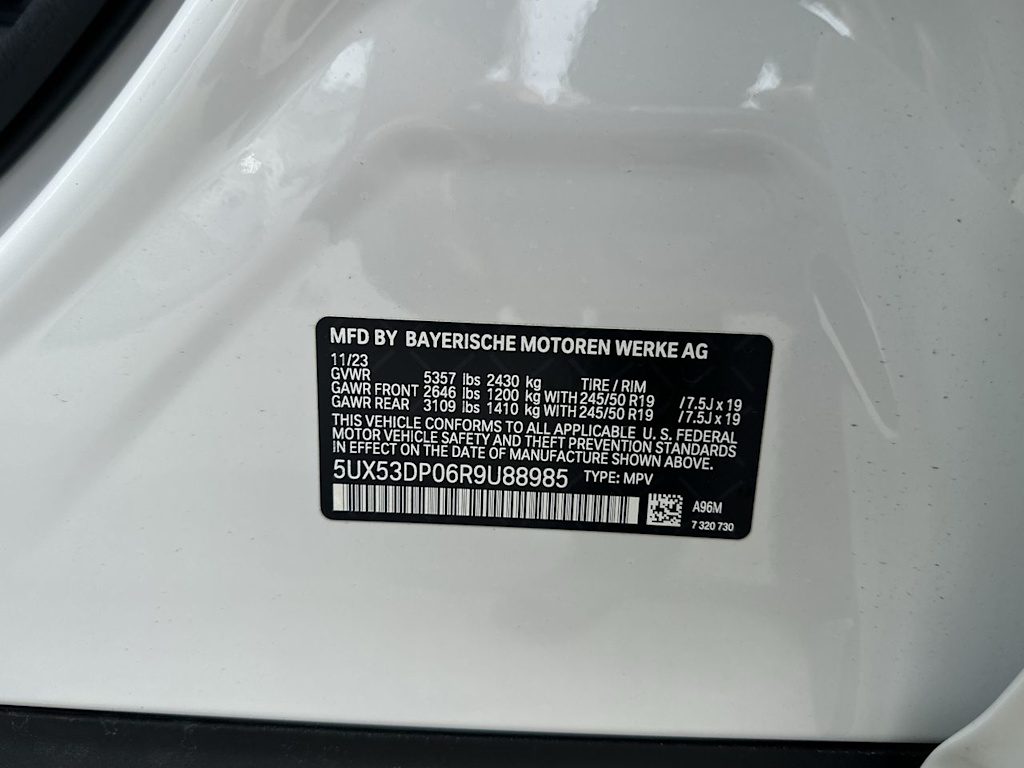 MFD BY BAYERISCHE MOTOREN WERKE AG
11/23
GVWR 5357 lbs 2430 kg TIRE / RIM
GAWR FRONT 2646 lbs 1200 kg WITH 245/50 R19 /7.5J x 19
GAWR REAR 3109 lbs 1410 kg WITH 245/50 R19 /7.5J x 19
THIS VEHICLE CONFORMS TO ALL APPLICABLE U. S. FEDERAL
MOTOR VEHICLE SAFETY AND THEFT PREVENTION STANDARDS
IN EFFECT ON THE DATE OF MANUFACTURE SHOWN ABOVE.
5UX53DP06R9U88985 TYPE: MPV
A96M
7 320 730